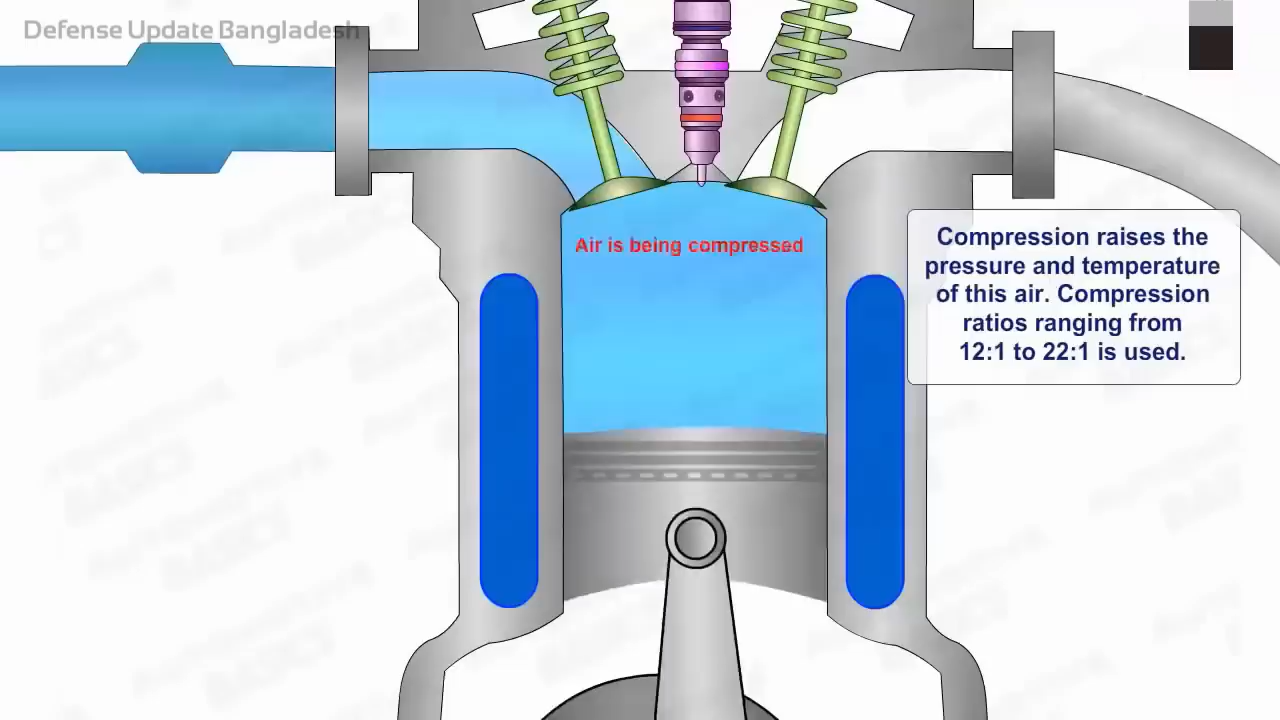 Defense Update Bangladesh
Air is being compressed
Compression raises the
pressure and temperature
of this air. Compression
ratios ranging from
12:1 to 22:1 is used.